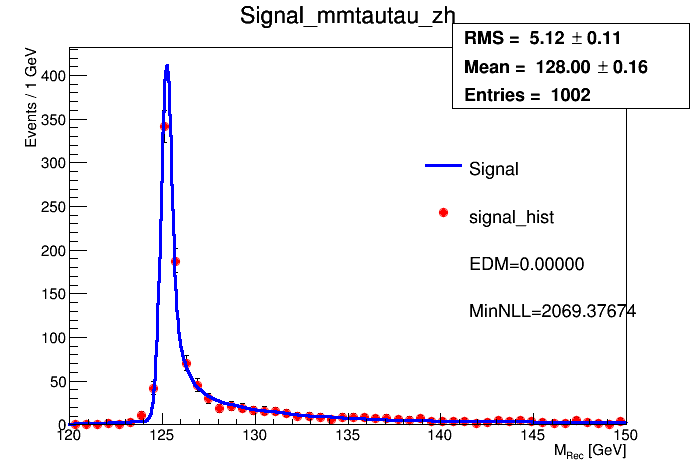 Signal_mmtautau_zh
RMS = 5.12 ± 0.11
Mean = 128.00 ± 0.16
Entries = 1002
Events / 1 GeV
400
350
300
250
200
150
100
50
0
Signal
signal_hist
EDM=0.00000
MinNLL=2069.37674
120 125 130 135 140 145 150
M_Rec [GeV]